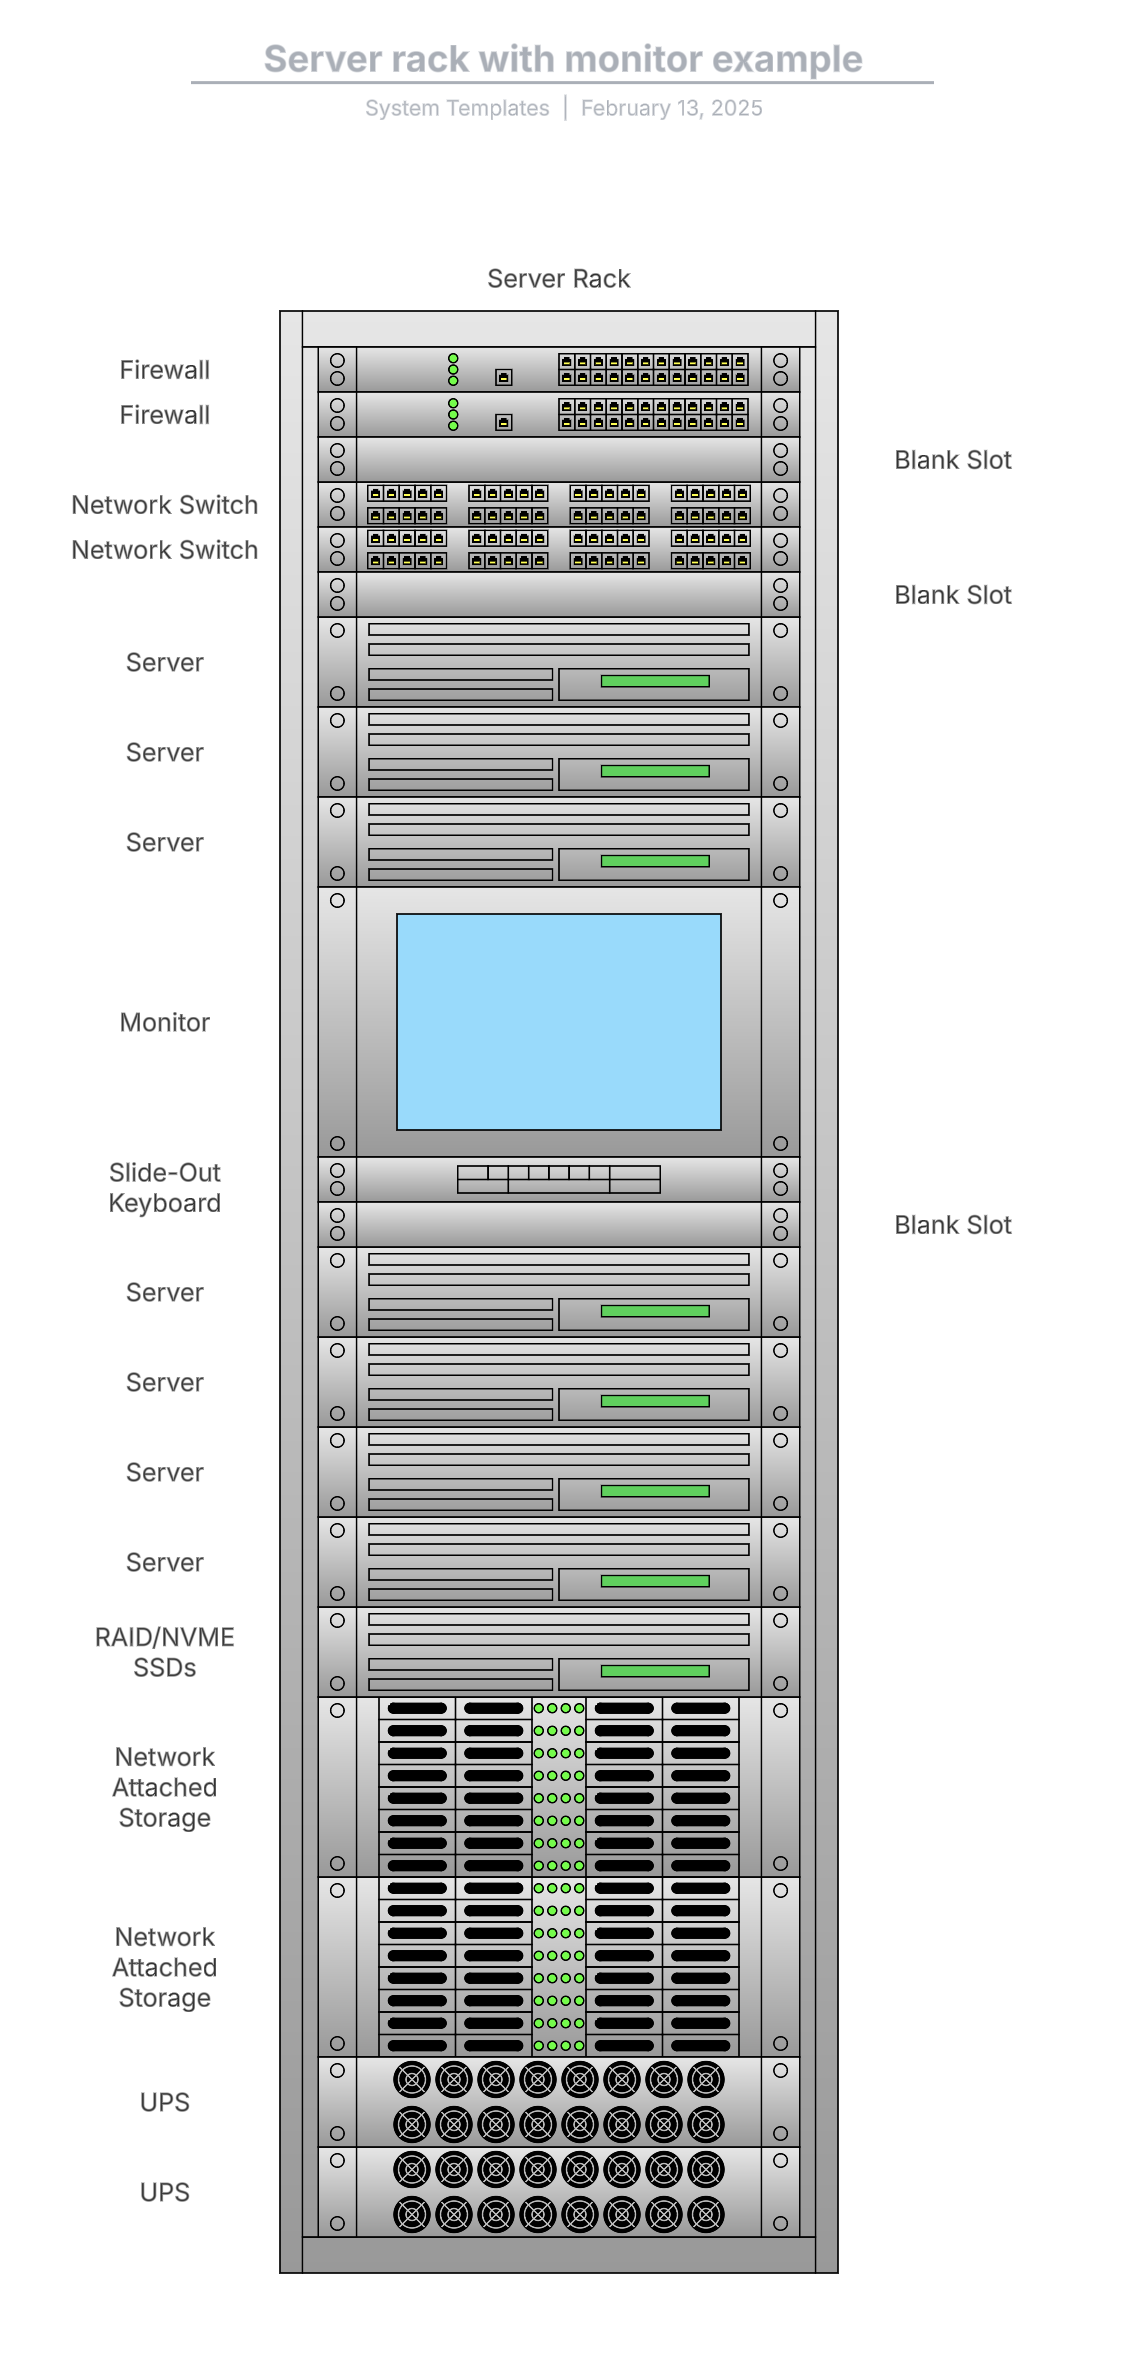 Server rack with monitor example
System Templates | February 13, 2025
Server Rack
Firewall
Firewall
Blank Slot
Network Switch
Network Switch
Blank Slot
Server
Server
Server
Monitor
Slide-Out
Keyboard
Blank Slot
Server
Server
Server
Server
RAID/NVME
SSDs
Network
Attached
Storage
Network
Attached
Storage
UPS
UPS